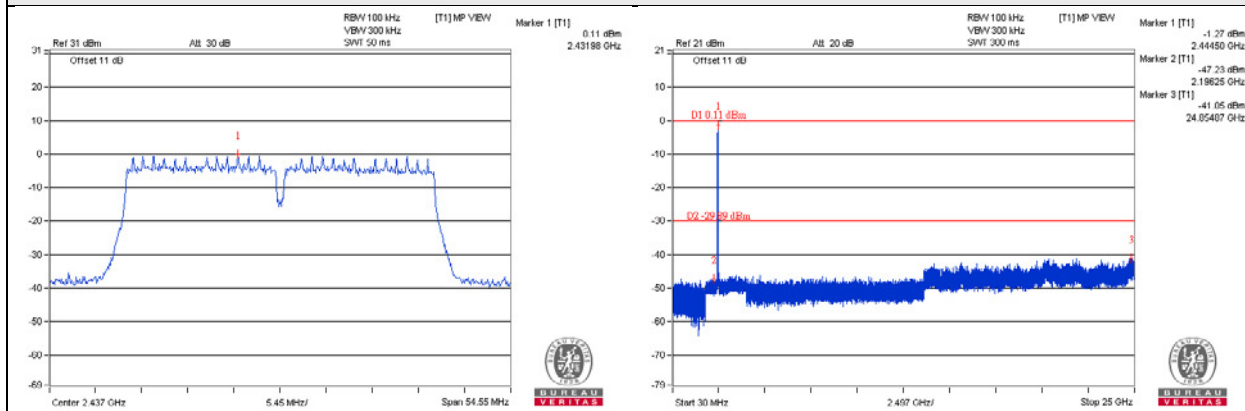 RBW 100 kHz
VBW 300 kHz
Ref 31 dBm Att 30 dB SWT 50 ms
[T1] MP VIEW
Marker 1 [T1]
0.11 dBm
2.43198 GHz
31
Offset 11 dB
20
10
1
0
-10
-20
-30
-40
-50
-60
-69
Center 2.437 GHz 5.45 MHz/ Span 54.55 MHz
BUREAU
VERITAS
RBW 100 kHz
VBW 300 kHz
Ref 21 dBm Att 20 dB SWT 300 ms
[T1] MP VIEW
Marker 1 [T1]
-1.27 dBm
2.44450 GHz
Marker 2 [T1]
-47.23 dBm
2.19625 GHz
Marker 3 [T1]
-41.05 dBm
24.05487 GHz
21
Offset 11 dB
10
1
D1 0.11 dBm
0
-10
-20
D2 -29.89 dBm
-30
3
2
-40
-50
-60
-70
-79
Start 30 MHz 2.497 GHz/ Stop 25 GHz
BUREAU
VERITAS